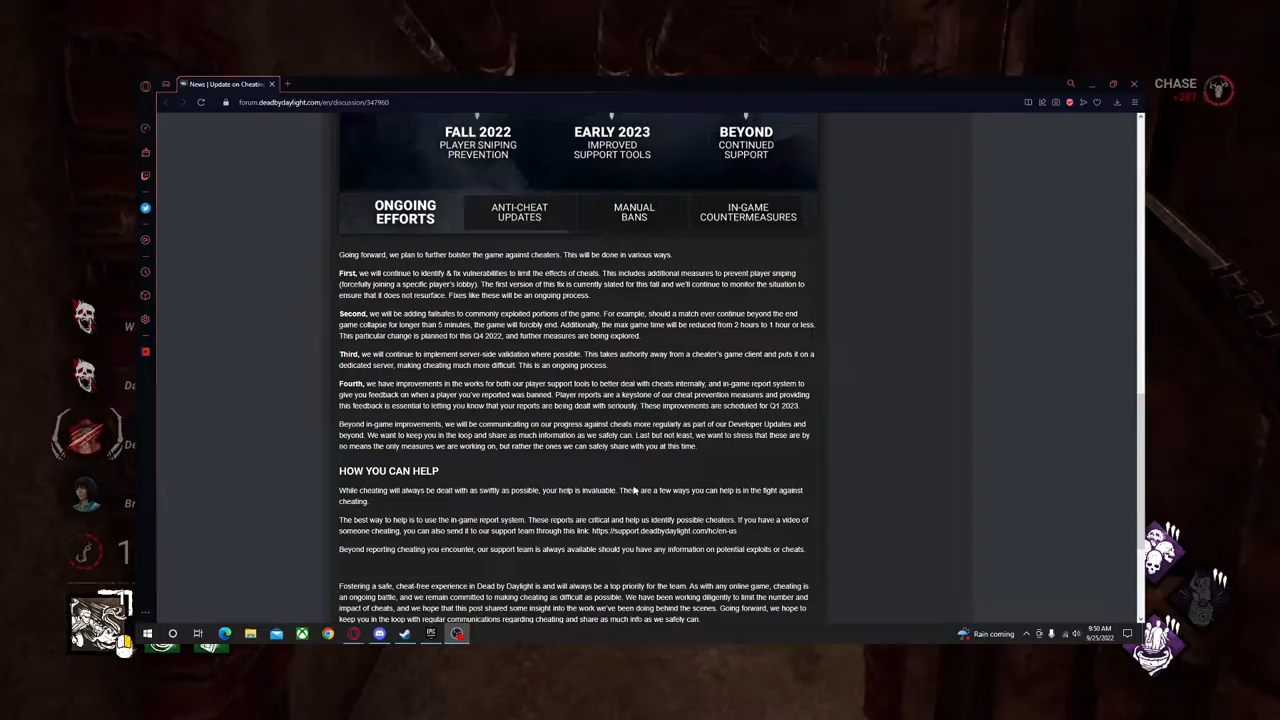 News | Update on Cheatin
forum.deadbydaylight.com/en/discussion/347960
CHASE
+287
FALL 2022
PLAYER SNIPING
PREVENTION
EARLY 2023
IMPROVED
SUPPORT TOOLS
BEYOND
CONTINUED
SUPPORT
ONGOING
EFFORTS
ANTI-CHEAT
UPDATES
MANUAL
BANS
IN-GAME
COUNTERMEASURES
Going forward, we plan to further bolster the game against cheaters. This will be done in various ways.
First, we will continue to identify & fix vulnerabilities to limit the effects of cheats. This includes additional measures to prevent player sniping
(forcefully joining a specific player's lobby). The first version of this fix is currently slated for this fall and we'll continue to monitor the situation to
ensure that it does not resurface. Fixes like these will be an ongoing process.
Second, we will be adding failsafes to commonly exploited portions of the game. For example, should a match ever continue beyond the end
game collapse for longer than 5 minutes, the game will forcibly end. Additionally, the max game time will be reduced from 2 hours to 1 hour or less.
This particular change is planned for this Q4 2022, and further measures are being explored.
Third, we will continue to implement server-side validation where possible. This takes authority away from a cheater's game client and puts it on a
dedicated server, making cheating much more difficult. This is an ongoing process.
Fourth, we have improvements in the works for both our player support tools to better deal with cheats internally, and in-game report system to
give you feedback on when a player you've reported was banned. Player reports are a keystone of our cheat prevention measures and providing
this feedback is essential to letting you know that your reports are being dealt with seriously. These improvements are scheduled for Q1 2023.
Beyond in-game improvements, we will be communicating on our progress against cheats more regularly as part of our Developer Updates and
beyond. We want to keep you in the loop and share as much information as we safely can. Last but not least, we want to stress that these are by
no means the only measures we are working on, but rather the ones we can safely share with you at this time.
HOW YOU CAN HELP
While cheating will always be dealt with as swiftly as possible, your help is invaluable. There are a few ways you can help is in the fight against
cheating.
The best way to help is to use the in-game report system. These reports are critical and help us identify possible cheaters. If you have a video of
someone cheating, you can also send it to our support team through this link: https://support.deadbydaylight.com/hc/en-us
Beyond reporting cheating you encounter, our support team is always available should you have any information on potential exploits or cheats.
Fostering a safe, cheat-free experience in Dead by Daylight is and will always be a top priority for the team. As with any online game, cheating is
an ongoing battle, and we remain committed to making cheating as difficult as possible. We have been working diligently to limit the number and
impact of cheats, and we hope that this post shared some insight into the work we've been doing behind the scenes. Going forward, we hope to
keep you in the loop with regular communications regarding cheating and share as much info as we safely can.
W
Da
De
Br
1
Rain coming
9:50 AM
9/25/2022